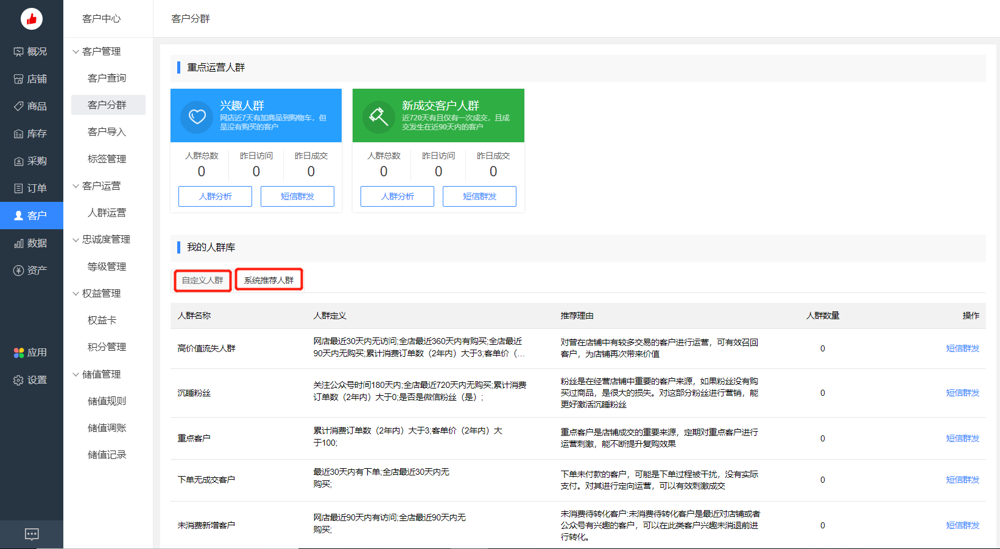 概况
店铺
商品
库存
采购
订单
客户
数据
资产
应用
设置
客户中心
客户管理
客户查询
客户分群
客户导入
标签管理
客户运营
人群运营
忠诚度管理
等级管理
权益管理
权益卡
积分管理
储值管理
储值规则
储值调账
储值记录
客户分群
重点运营人群
兴趣人群
网店近7天有加商品到购物车，但
是没有购买的客户
人群总数 昨日访问 昨日成交
0 0 0
人群分析 短信群发
新成交客户人群
近720天有且仅有一次成交，且成
交发生在近90天内的客户
人群总数 昨日访问 昨日成交
0 0 0
人群分析 短信群发
我的人群库
自定义人群 系统推荐人群
人群名称 人群定义 推荐理由 人群数量 操作
高价值流失人群
网店最近30天内无访问;全店最近360天内有购买;全店最近
90天内无购买;累计消费订单数（2年内）大于3;客单价（...
对曾在店铺中有较多交易的客户进行运营，可有效召回
客户，为店铺再次带来价值
0 短信群发
沉睡粉丝
关注公众号时间180天内;全店最近720天内无购买;累计消费
订单数（2年内）大于0;是否是微信粉丝（是）;
粉丝是在经营店铺中重要的客户来源，如果粉丝没有购
买过商品，是很大的损失。对这部分粉丝进行营销，能
更好激活沉睡粉丝
0 短信群发
重点客户
累计消费订单数（2年内）大于3;客单价（2年内）大
于100;
重点客户是店铺成交的重要来源，定期对重点客户进行
运营刺激，能不断提升复购效果
0 短信群发
下单无成交客户
最近30天内有下单;全店最近30天内无
购买;
下单未付款的客户，可能是下单过程被干扰，没有实际
支付。对其进行定向运营，可以有效刺激成交
0 短信群发
未消费新增客户
网店最近90天内有访问;全店最近90天内无
购买;
未消费待转化客户:未消费待转化客户是最近对店铺或者
公众号有兴趣的客户，可以在此类客户兴趣未消退前进
行转化。
0 短信群发